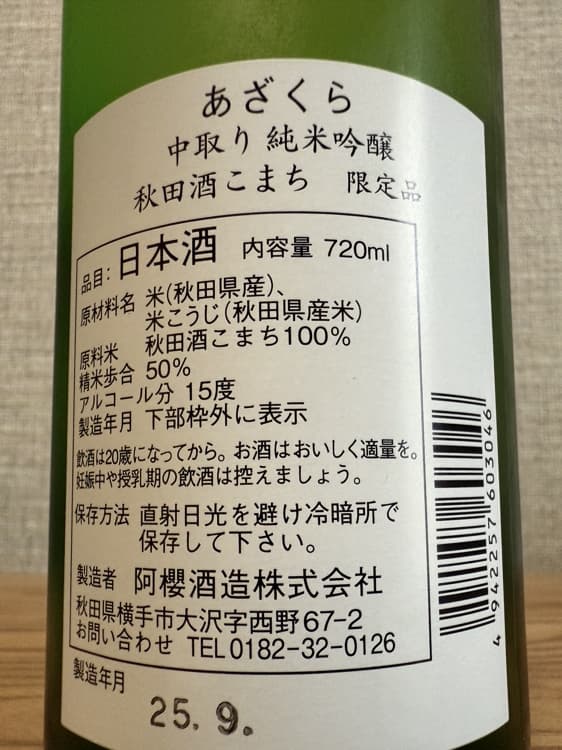 あざくら
中取り 純米吟醸
秋田酒こまち 限定品
品目：日本酒 内容量 720ml
原材料名 米（秋田県産）、
米こうじ（秋田県産米）
原料米 秋田酒こまち100%
精米歩合 50%
アルコール分 15度
製造年月 下部枠外に表示
飲酒は20歳になってから。お酒はおいしく適量を。
妊娠中や授乳期の飲酒は控えましょう。
保存方法 直射日光を避け冷暗所で
保存して下さい。
製造者 阿櫻酒造株式会社
秋田県横手市大沢字西野67-2
お問い合わせ TEL0182-32-0126
製造年月
25.9.
4942257603046